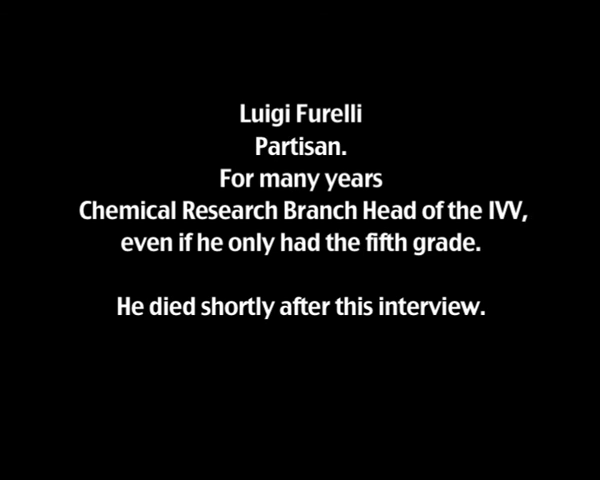 Luigi Furelli
Partisan.
For many years
Chemical Research Branch Head of the IVV,
even if he only had the fifth grade.
He died shortly after this interview.